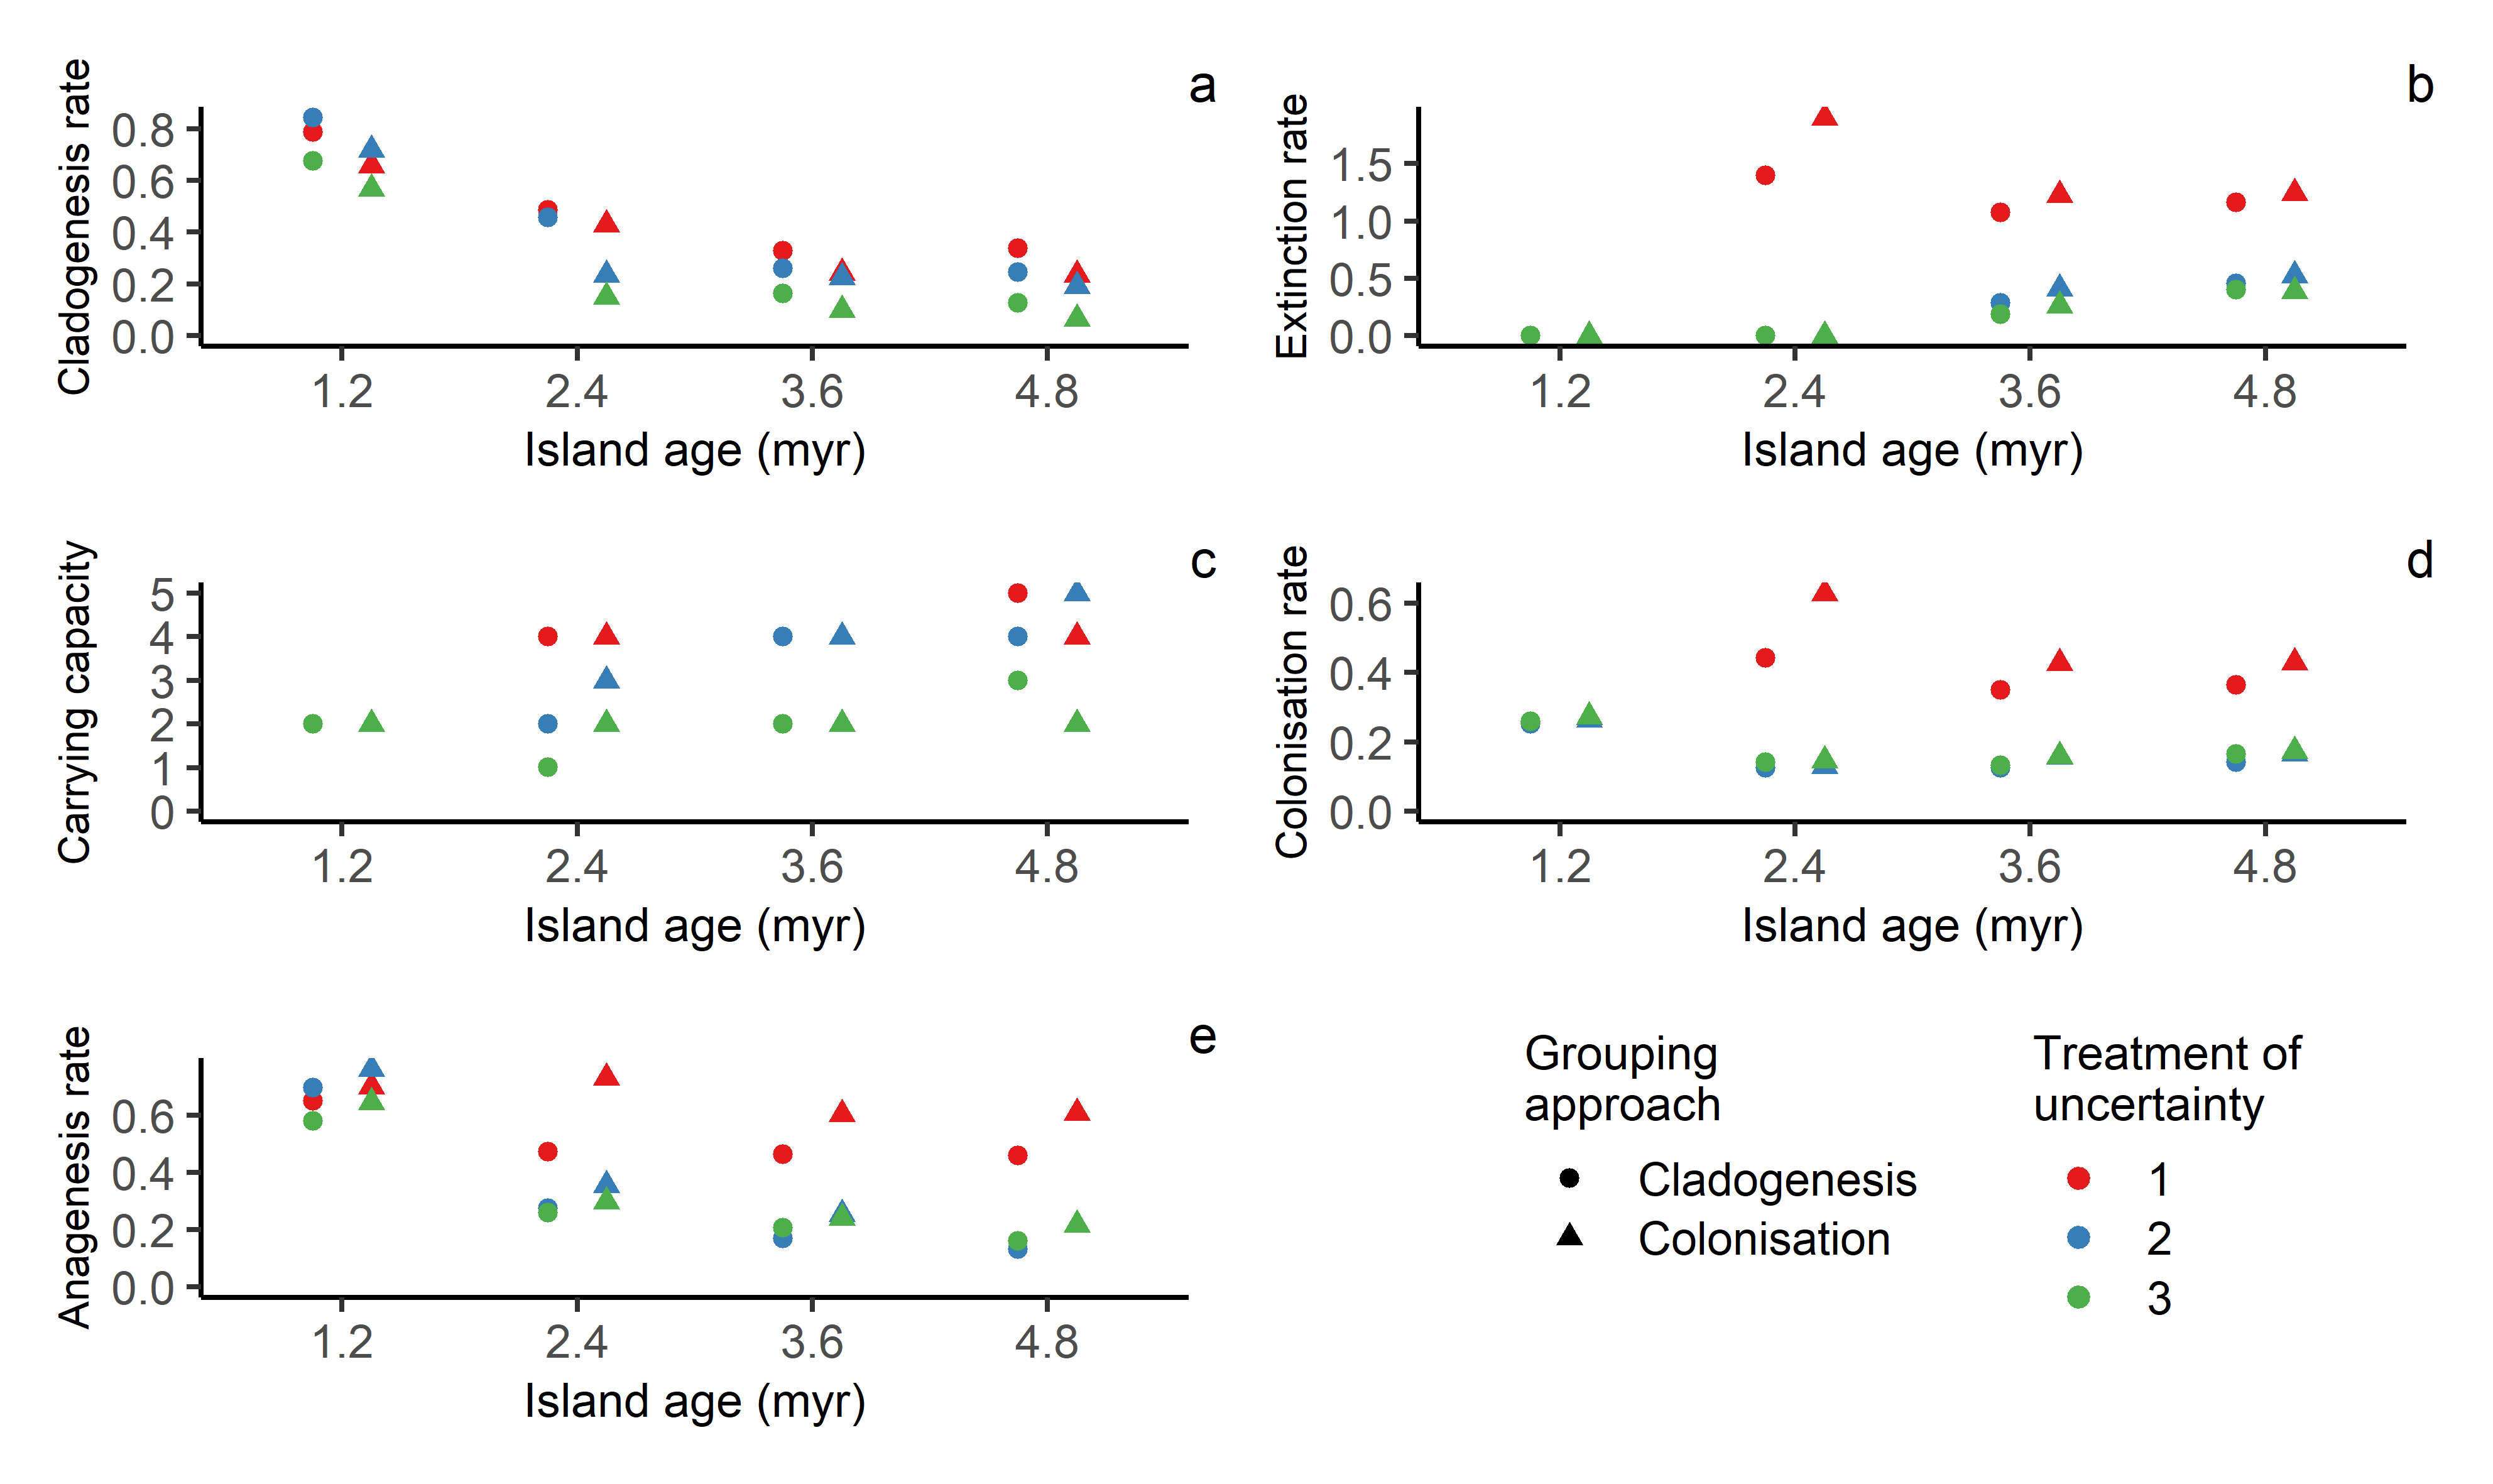 a
Cladogenesis rate
0.8
0.6
0.4
0.2
0.0
1.2 2.4 3.6 4.8
Island age (myr)
b
Extinction rate
1.5
1.0
0.5
0.0
1.2 2.4 3.6 4.8
Island age (myr)
c
Carrying capacity
5
4
3
2
1
0
1.2 2.4 3.6 4.8
Island age (myr)
d
Colonisation rate
0.6
0.4
0.2
0.0
1.2 2.4 3.6 4.8
Island age (myr)
e
Anagenesis rate
0.6
0.4
0.2
0.0
1.2 2.4 3.6 4.8
Island age (myr)
Grouping
approach
Cladogenesis
Colonisation
Treatment of
uncertainty
1
2
3